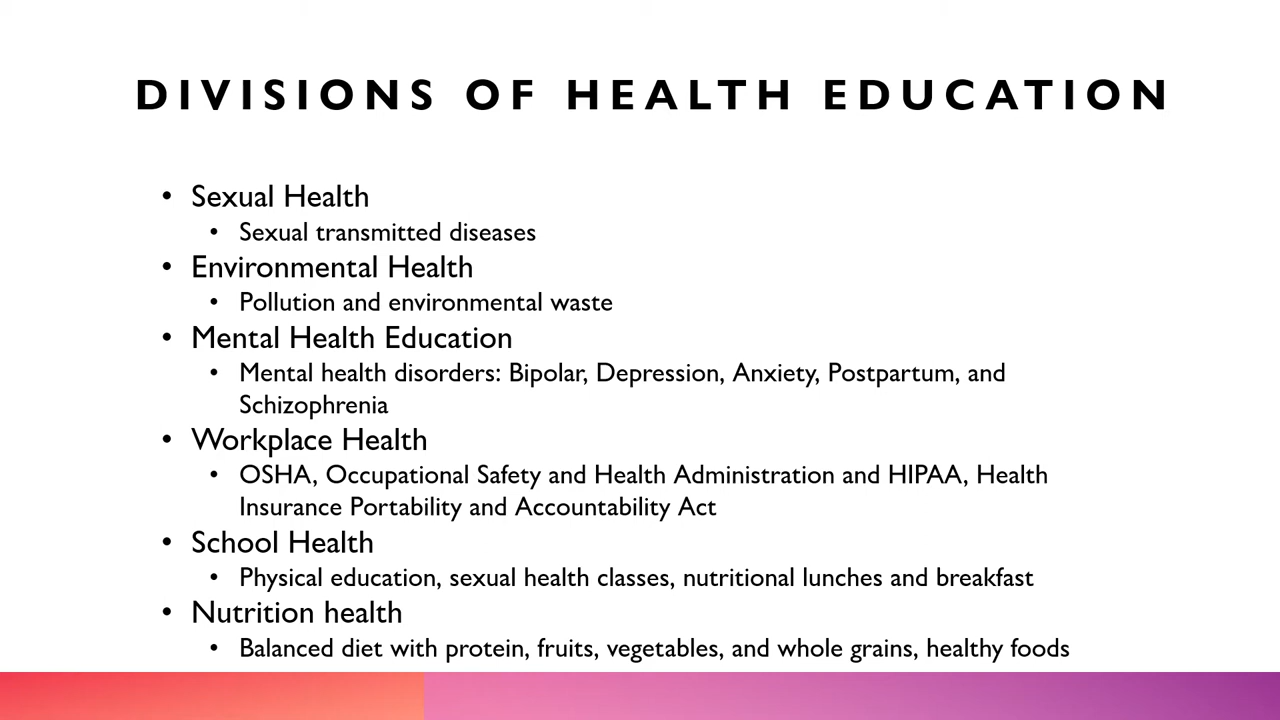 DIVISIONS OF HEALTH EDUCATION
• Sexual Health
• Sexual transmitted diseases
• Environmental Health
• Pollution and environmental waste
• Mental Health Education
• Mental health disorders: Bipolar, Depression, Anxiety, Postpartum, and
Schizophrenia
• Workplace Health
• OSHA, Occupational Safety and Health Administration and HIPAA, Health
Insurance Portability and Accountability Act
• School Health
• Physical education, sexual health classes, nutritional lunches and breakfast
• Nutrition health
• Balanced diet with protein, fruits, vegetables, and whole grains, healthy foods